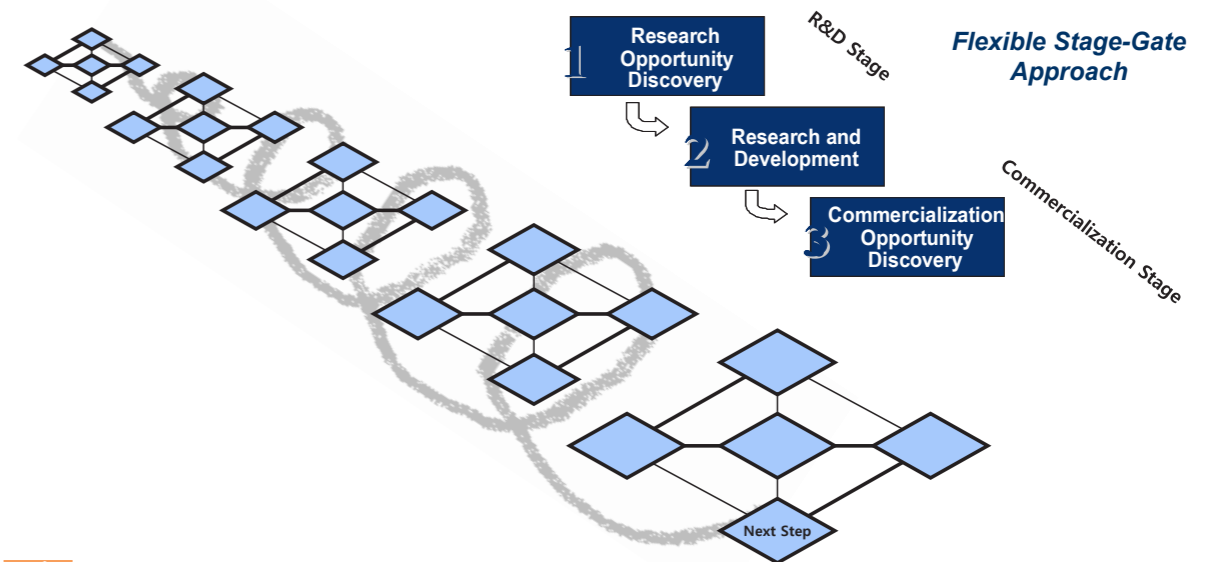 Flexible Stage-Gate
Approach
R&D Stage
1
Research
Opportunity
Discovery
2
Research and
Development
3
Commercialization
Opportunity
Discovery
Commercialization Stage
Next Step